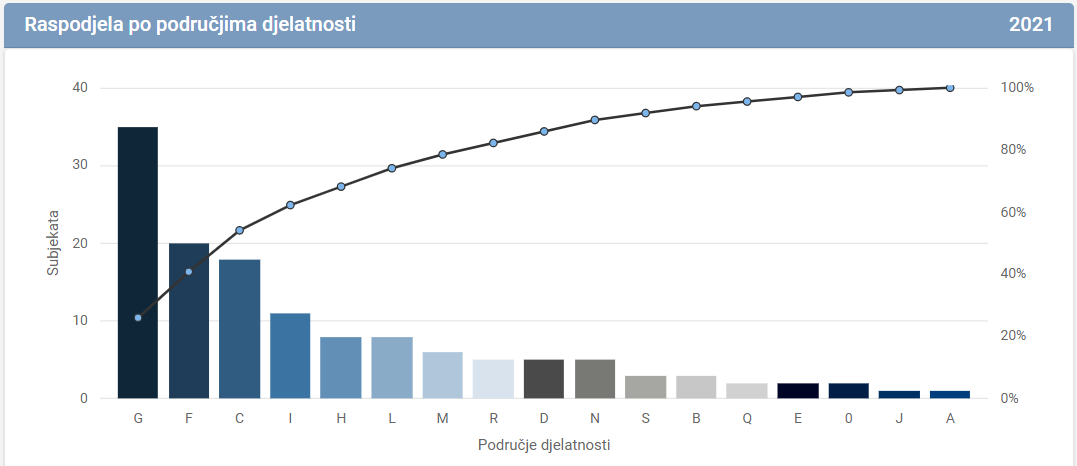 Raspodjela po područjima djelatnosti 2021
40 100%
80%
30
60%
Subjekata
20
40%
10
20%
0 0%
G F C I H L M R D N S B Q E 0 J A
Područje djelatnosti